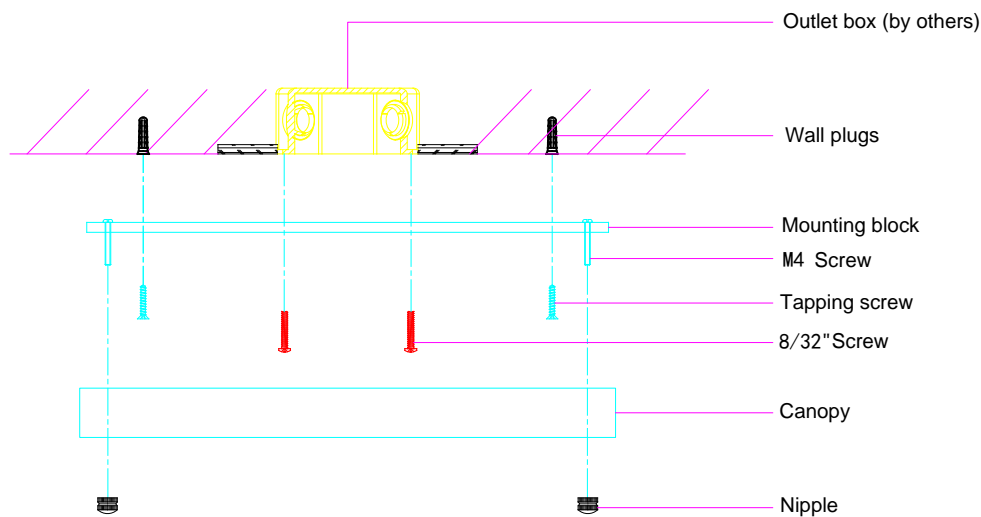 Outlet box (by others)
Wall plugs
Mounting block
M4 Screw
Tapping screw
8/32"Screw
Canopy
Nipple